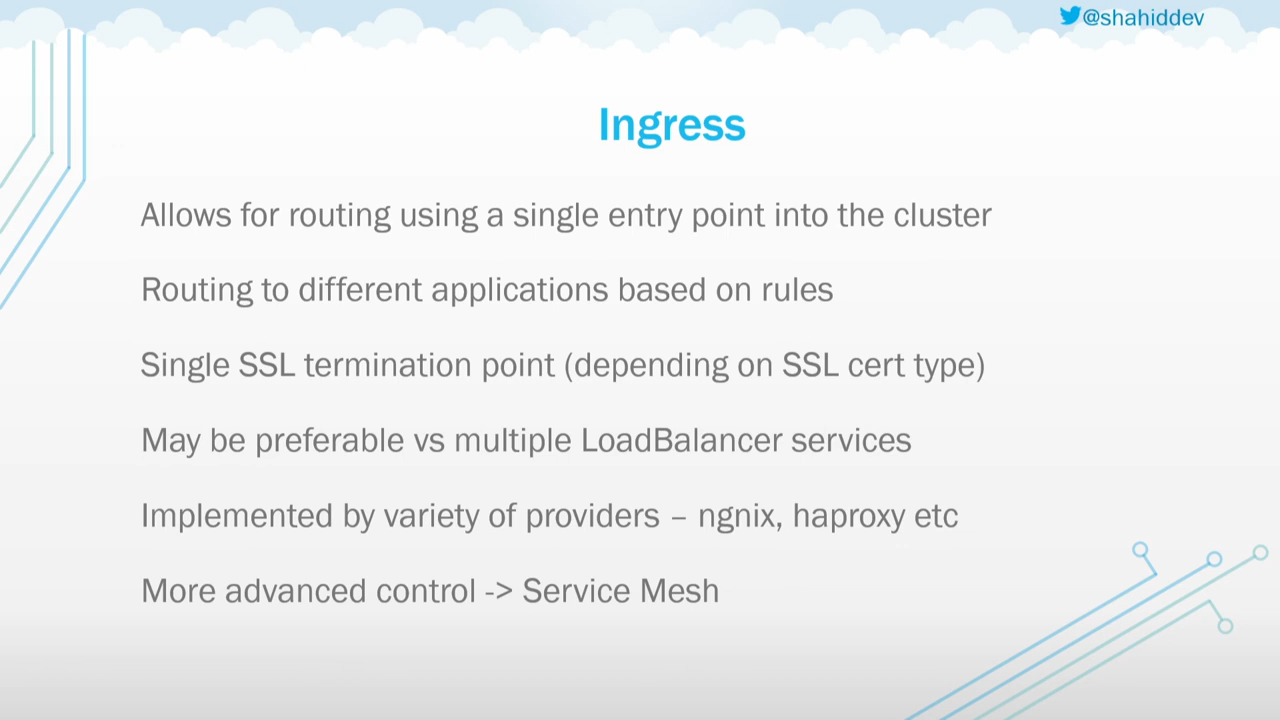 @shahiddev
Ingress
Allows for routing using a single entry point into the cluster
Routing to different applications based on rules
Single SSL termination point (depending on SSL cert type)
May be preferable vs multiple LoadBalancer services
Implemented by variety of providers – ngnix, haproxy etc
More advanced control -> Service Mesh